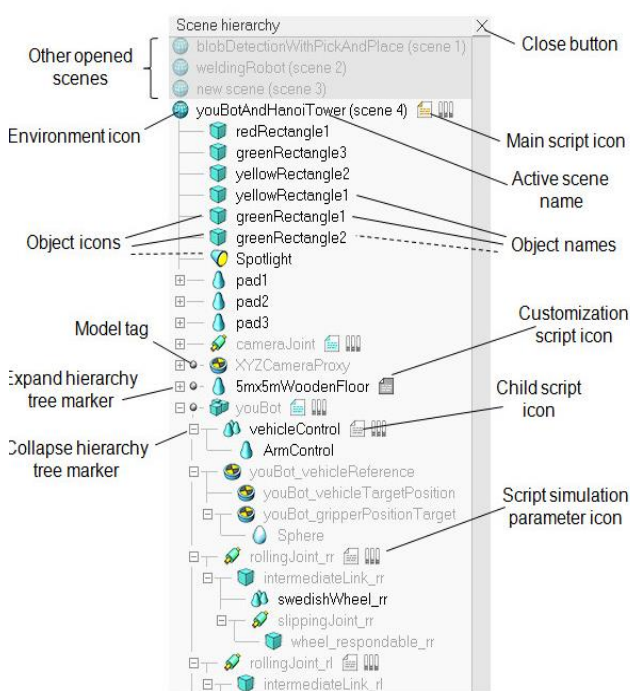 Scene hierarchy
Close button
Other opened
scenes
blobDetectionWithPickAndPlace (scene 1)
weldingRobot (scene 2)
new scene (scene 3)
youBotAndHanoiTower (scene 4)
Environment icon
Main script icon
redRectangle1
greenRectangle3
yellowRectangle2
Active scene
name
yellowRectangle1
greenRectangle1
greenRectangle2
Object icons
Object names
Spotlight
pad1
pad2
pad3
Customization
script icon
Model tag
cameraJoint
XYZCameraProxy
Expand hierarchy
tree marker
5mx5mWoodenFloor
youBot
Child script
icon
vehicleControl
Collapse hierarchy
tree marker
ArmControl
youBot_vehicleReference
youBot_vehicleTargetPosition
youBot_gripperPositionTarget
Sphere
Script simulation
parameter icon
rollingJoint_rr
intermediateLink_rr
swedishWheel_rr
slippingJoint_rr
wheel_respondable_rr
rollingJoint_rl
intermediateLink_rl